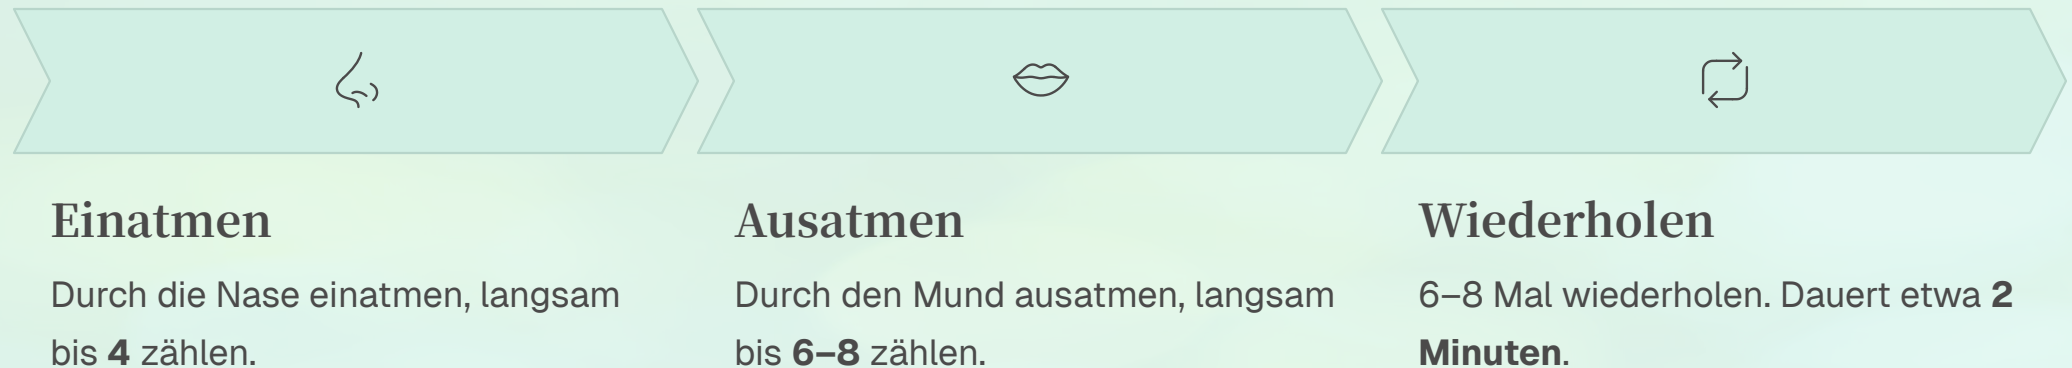 Einatmen
Durch die Nase einatmen, langsam
bis 4 zählen.
Ausatmen
Durch den Mund ausatmen, langsam
bis 6–8 zählen.
Wiederholen
6–8 Mal wiederholen. Dauert etwa 2
Minuten.